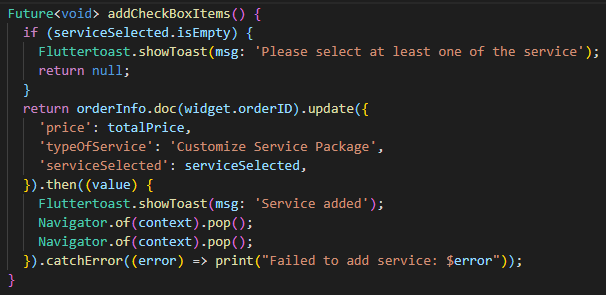 Future<void> addCheckBoxItems() {
  if (serviceSelected.isEmpty) {
    Fluttertoast.showToast(msg: 'Please select at least one of the service');
    return null;
  }
  return orderInfo.doc(widget.orderID).update({
    'price': totalPrice,
    'typeOfService': 'Customize Service Package',
    'serviceSelected': serviceSelected,
  }).then((value) {
    Fluttertoast.showToast(msg: 'Service added');
    Navigator.of(context).pop();
    Navigator.of(context).pop();
  }).catchError((error) => print("Failed to add service: $error"));
}